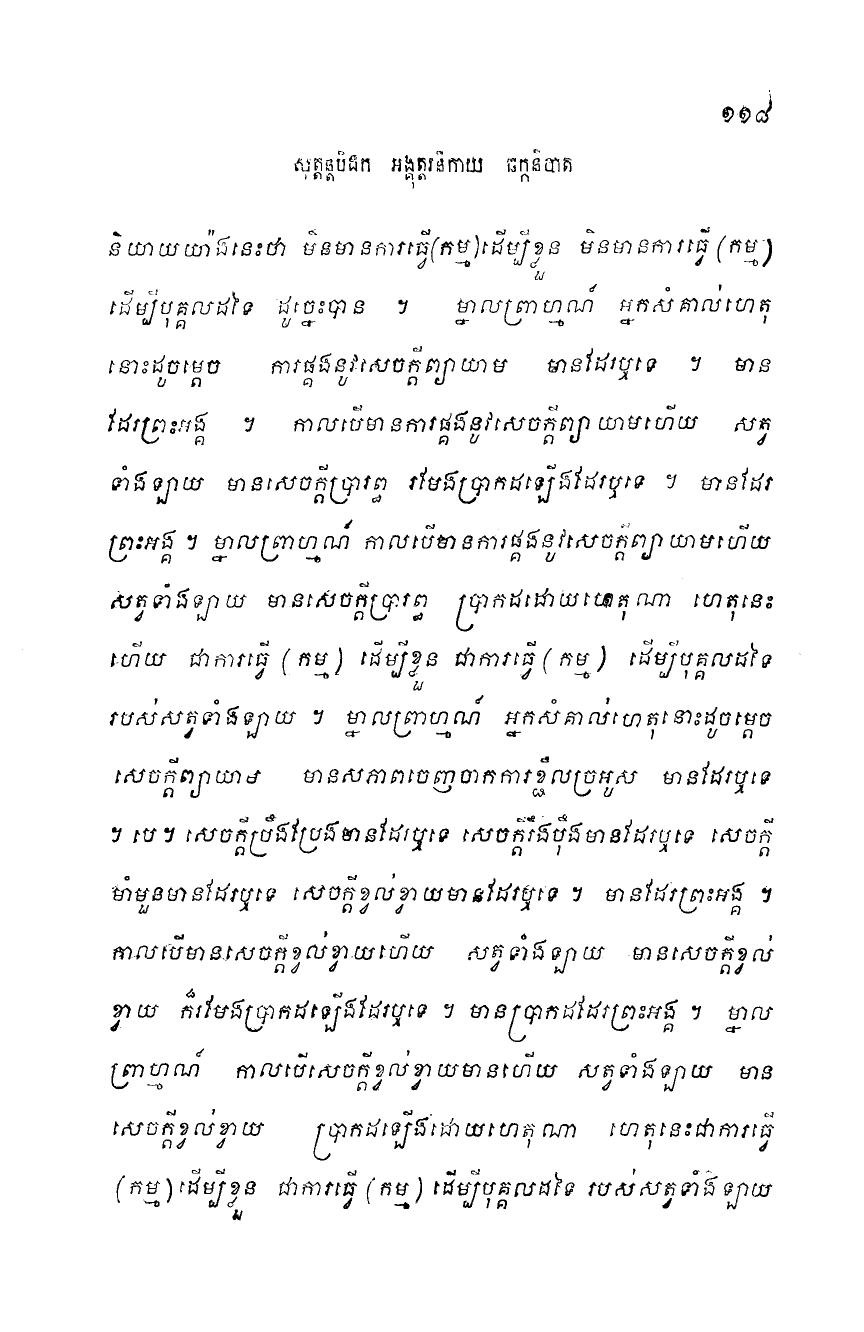 ១១៨
សុត្តន្តបិដក អង្គុត្តរនិកាយ ឆក្កនិបាត
និយាយយ៉ាងនេះថា មិនមានការធ្វើ(កម្ម)ដើម្បីខ្លួន មិនមានការធ្វើ (កម្ម)
ដើម្បីបុគ្គលដទៃ ដូច្នេះបាន ។ ម្នាលព្រាហ្មណ៍ អ្នកសំគាល់ហេតុ
នោះដូចម្តេច ការផ្គងនូវសេចក្តីព្យាយាម មានដែរឬទេ ។ មាន
ដែរព្រះអង្គ ។ កាលបើមានការផ្គងនូវសេចក្តីព្យាយាមហើយ សត្វ
ទាំងឡាយ មានសេចក្តីប្រារព្ធ រមែងប្រាកដឡើងដែរឬទេ ។ មានដែរ
ព្រះអង្គ ។ ម្នាលព្រាហ្មណ៍ កាលបើមានការផ្គងនូវសេចក្តីព្យាយាមហើយ
សត្វទាំងឡាយ មានសេចក្តីប្រារព្ធ ប្រាកដដោយហេតុណា ហេតុនេះ
ហើយ ជាការធ្វើ (កម្ម) ដើម្បីខ្លួន ជាការធ្វើ (កម្ម) ដើម្បីបុគ្គលដទៃ
របស់សត្វទាំងឡាយ ។ ម្នាលព្រាហ្មណ៍ អ្នកសំគាល់ហេតុនោះដូចម្តេច
សេចក្តីព្យាយាម មានសភាពចេញចាកការខ្ជិលច្រអូស មានដែរឬទេ
។ បេ ។ សេចក្តីប្រឹងប្រែងមានដែរឬទេ សេចក្តីរឹងប៉ឹងមានដែរឬទេ សេចក្តី
មាំមួនមានដែរឬទេ សេចក្តីខ្វល់ខ្វាយមានដែរឬទេ ។ មានដែរព្រះអង្គ ។
កាលបើមានសេចក្តីខ្វល់ខ្វាយហើយ សត្វទាំងឡាយ មានសេចក្តីខ្វល់
ខ្វាយ ក៏រមែងប្រាកដឡើងដែរឬទេ ។ មានប្រាកដដែរព្រះអង្គ ។ ម្នាល
ព្រាហ្មណ៍ កាលបើសេចក្តីខ្វល់ខ្វាយមានហើយ សត្វទាំងឡាយ មាន
សេចក្តីខ្វល់ខ្វាយ ប្រាកដឡើងដោយហេតុណា ហេតុនេះជាការធ្វើ
(កម្ម) ដើម្បីខ្លួន ជាការធ្វើ (កម្ម) ដើម្បីបុគ្គលដទៃ របស់សត្វទាំងឡាយ